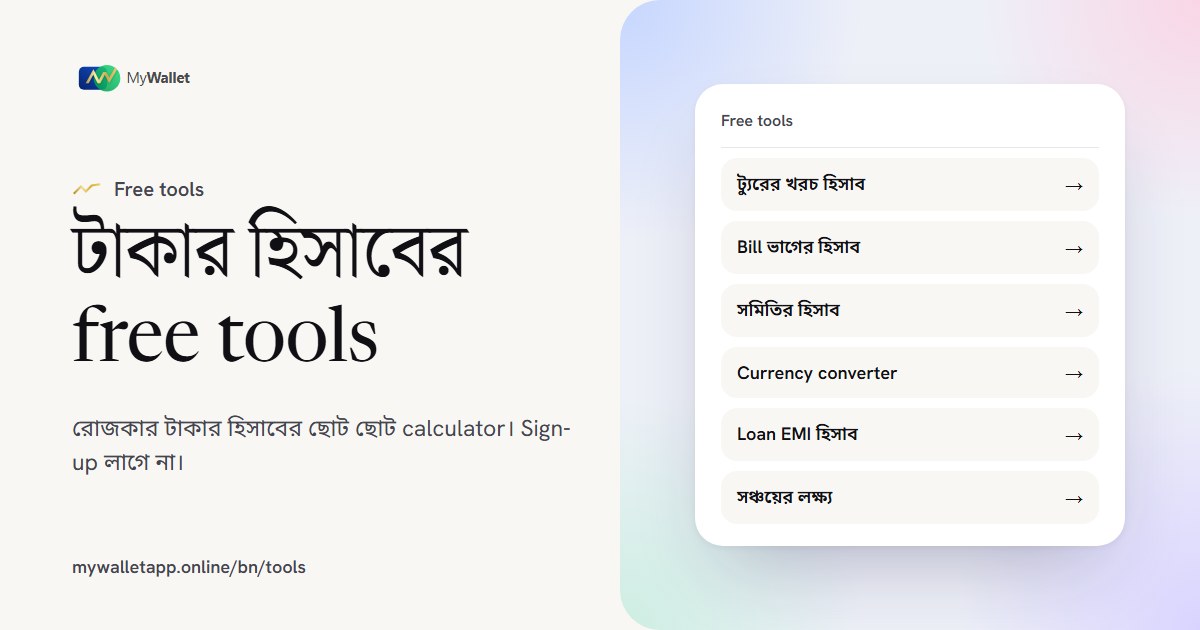 MyWallet
Free tools
টাকার হিসাবের
free tools
রোজকার টাকার হিসাবের ছোট ছোট calculator। Sign-
up লাগে না।
mywalletapp.online/bn/tools
Free tools
ট্যুরের খরচ হিসাব →
Bill ভাগের হিসাব →
সমিতির হিসাব →
Currency converter →
Loan EMI হিসাব →
সঞ্চয়ের লক্ষ্য →